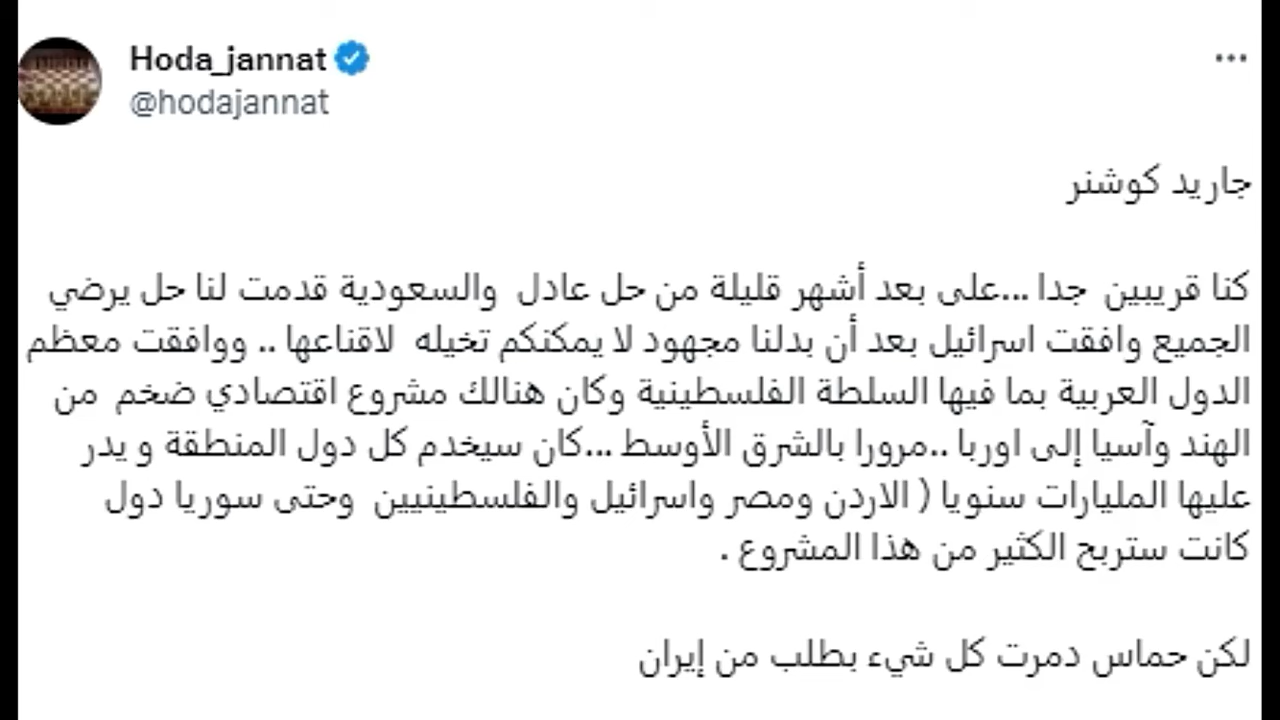 Hoda_jannat
@hodajannat
جاريد كوشنر
كنا قريبين جدا ...على بعد أشهر قليلة من حل عادل والسعودية قدمت لنا حل يرضي
الجميع وافقت اسرائيل بعد أن بدلنا مجهود لا يمكنكم تخيله لاقناعها .. ووافقت معظم
الدول العربية بما فيها السلطة الفلسطينية وكان هنالك مشروع اقتصادي ضخم من
الهند وآسيا إلى اوربا ..مرورا بالشرق الأوسط ...كان سيخدم كل دول المنطقة و يدر
عليها المليارات سنويا ( الاردن ومصر واسرائيل والفلسطينيين وحتى سوريا دول
كانت ستربح الكثير من هذا المشروع .
لكن حماس دمرت كل شيء بطلب من إيران